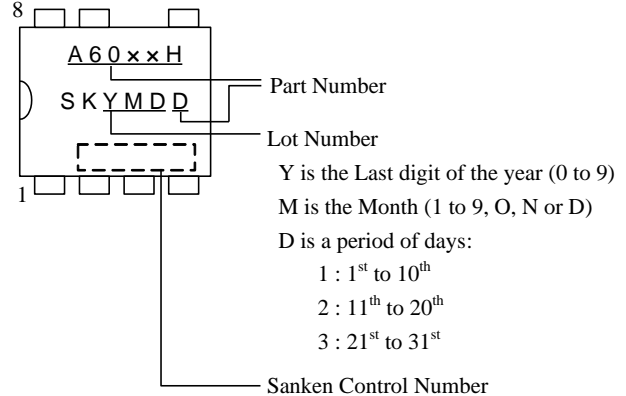 8
A 6 0 × × H
S K Y M D D
1
Part Number
Lot Number
Y is the Last digit of the year (0 to 9)
M is the Month (1 to 9, O, N or D)
D is a period of days:
1 : 1st to 10th
2 : 11th to 20th
3 : 21st to 31st
Sanken Control Number